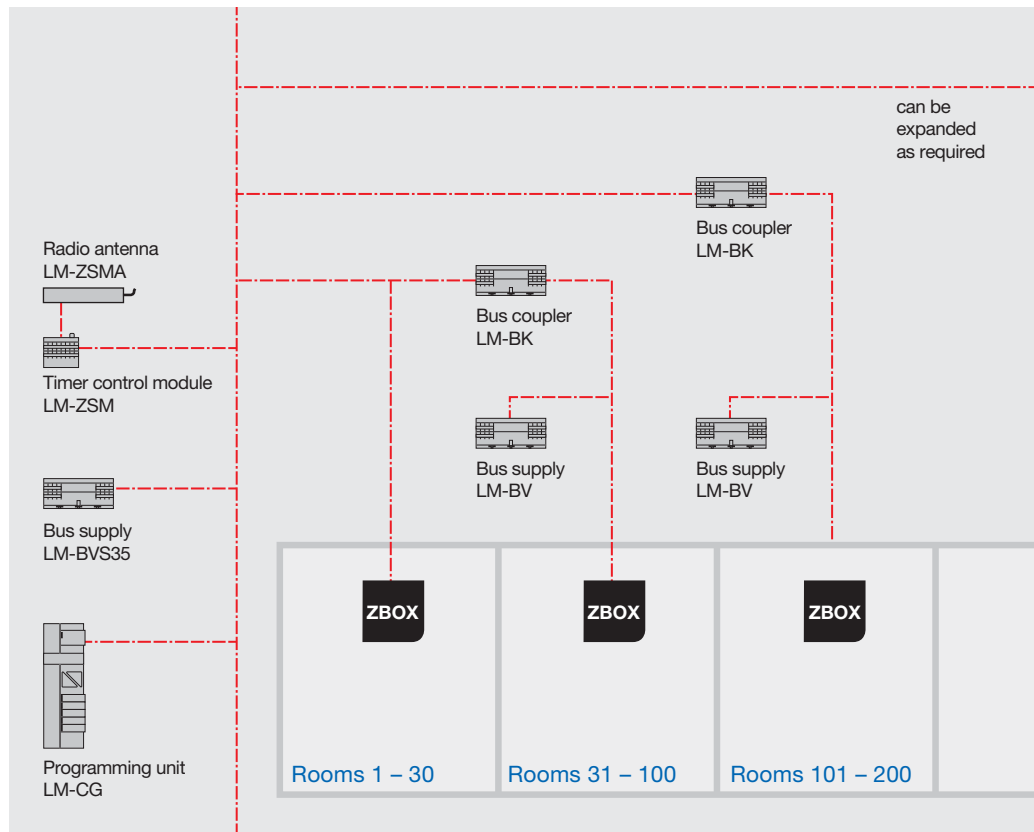 can be
expanded
as required
Bus coupler
LM-BK
Radio antenna
LM-ZSMA
Bus coupler
LM-BK
Timer control module
LM-ZSM
Bus supply
LM-BV
Bus supply
LM-BV
Bus supply
LM-BVS35
ZBOX
ZBOX
ZBOX
Programming unit
LM-CG
Rooms 1 – 30
Rooms 31 – 100
Rooms 101 – 200